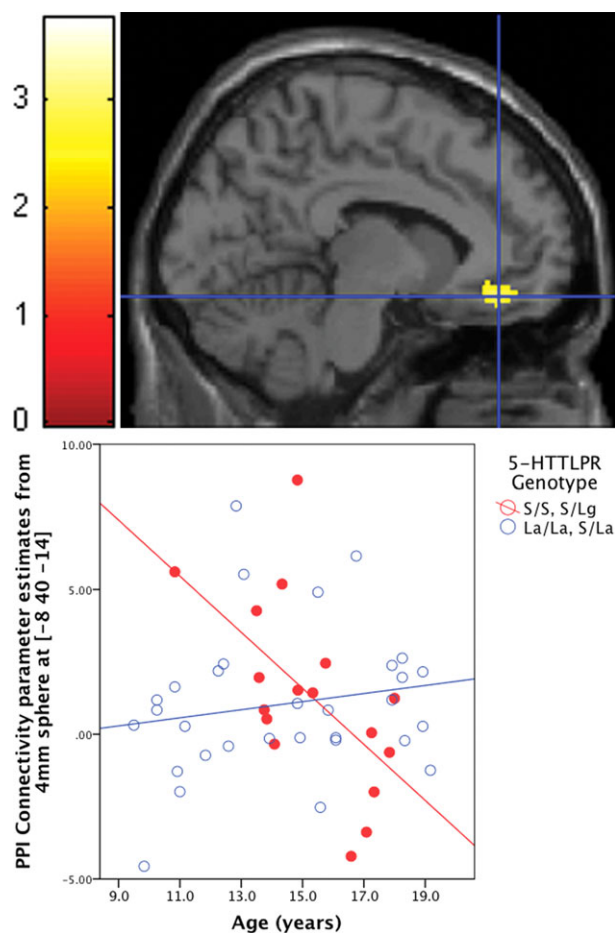 3
2
1
0
10.00
5.00
.00
-5.00
9.0 11.0 13.0 15.0 17.0 19.0
Age (years)
PPI Connectivity parameter estimates from
4mm sphere at [-8 40 -14]
5-HTTLPR
Genotype
S/S, S/Lg
La/La, S/La